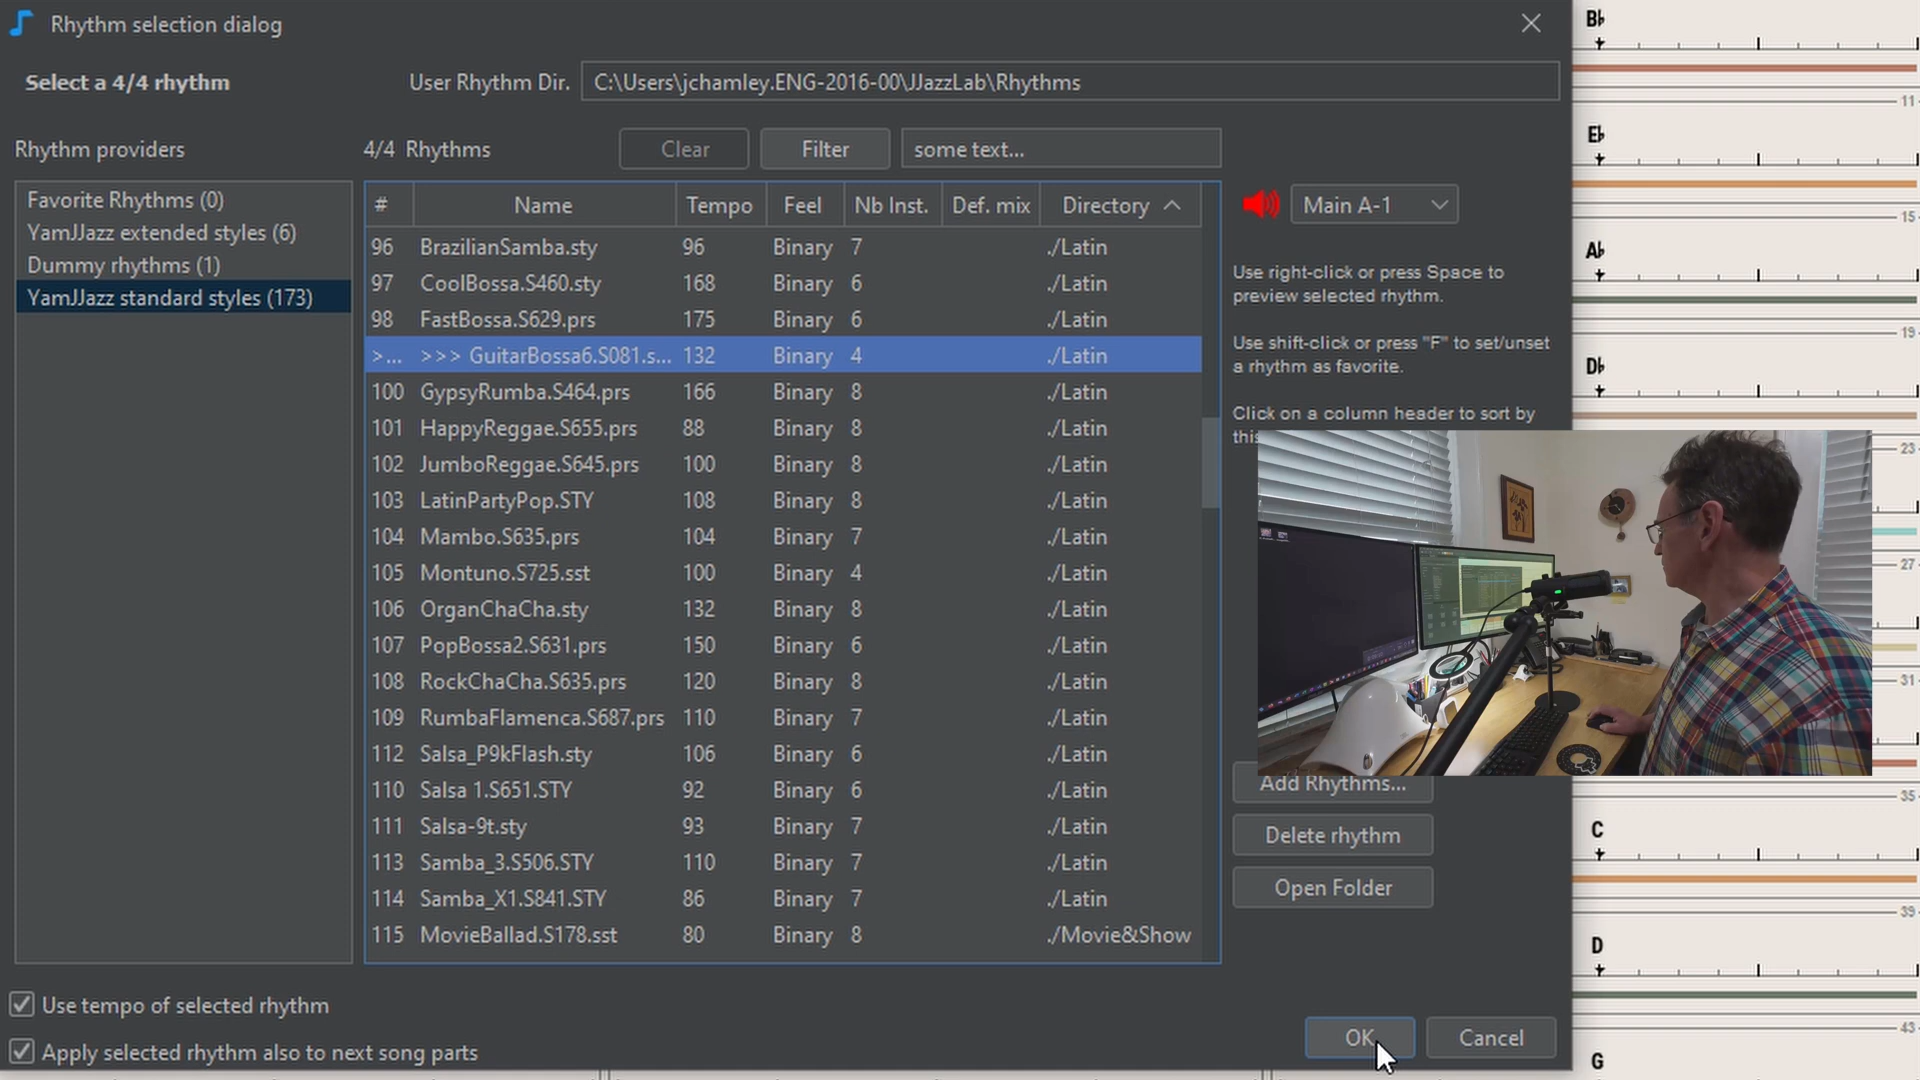 Rhythm selection dialog
Select a 4/4 rhythm
User Rhythm Dir.
C:\Users\jchamley.ENG-2016-00\JJazzLab\Rhythms
Rhythm providers
4/4 Rhythms
Clear
Filter
some text...
Favorite Rhythms (0)
YamJJazz extended styles (6)
Dummy rhythms (1)
YamJJazz standard styles (173)
# Name Tempo Feel Nb Inst. Def. mix Directory
96 BrazilianSamba.sty 96 Binary 7 ./Latin
97 CoolBossa.S460.sty 168 Binary 6 ./Latin
98 FastBossa.S629.prs 175 Binary 6 ./Latin
>... >>> GuitarBossa6.S081.s... 132 Binary 4 ./Latin
100 GypsyRumba.S464.prs 166 Binary 8 ./Latin
101 HappyReggae.S655.prs 88 Binary 8 ./Latin
102 JumboReggae.S645.prs 100 Binary 8 ./Latin
103 LatinPartyPop.STY 108 Binary 8 ./Latin
104 Mambo.S635.prs 104 Binary 7 ./Latin
105 Montuno.S725.sst 100 Binary 4 ./Latin
106 OrganChaCha.sty 132 Binary 8 ./Latin
107 PopBossa2.S631.prs 150 Binary 6 ./Latin
108 RockChaCha.S635.prs 120 Binary 8 ./Latin
109 RumbaFlamenca.S687.prs 110 Binary 7 ./Latin
112 Salsa_P9kFlash.sty 106 Binary 6 ./Latin
110 Salsa 1.S651.STY 92 Binary 6 ./Latin
111 Salsa-9t.sty 93 Binary 7 ./Latin
113 Samba_3.S506.STY 110 Binary 7 ./Latin
114 Samba_X1.S841.STY 86 Binary 7 ./Latin
115 MovieBallad.S178.sst 80 Binary 8 ./Movie&Show
Main A-1
Use right-click or press Space to
preview selected rhythm.
Use shift-click or press "F" to set/unset
a rhythm as favorite.
Click on a column header to sort by
this
Add Rhythms...
Delete rhythm
Open Folder
Use tempo of selected rhythm
Apply selected rhythm also to next song parts
OK
Cancel
B♭
11
E♭
15
A♭
19
D♭
23
27
31
35
C
39
D
43
G